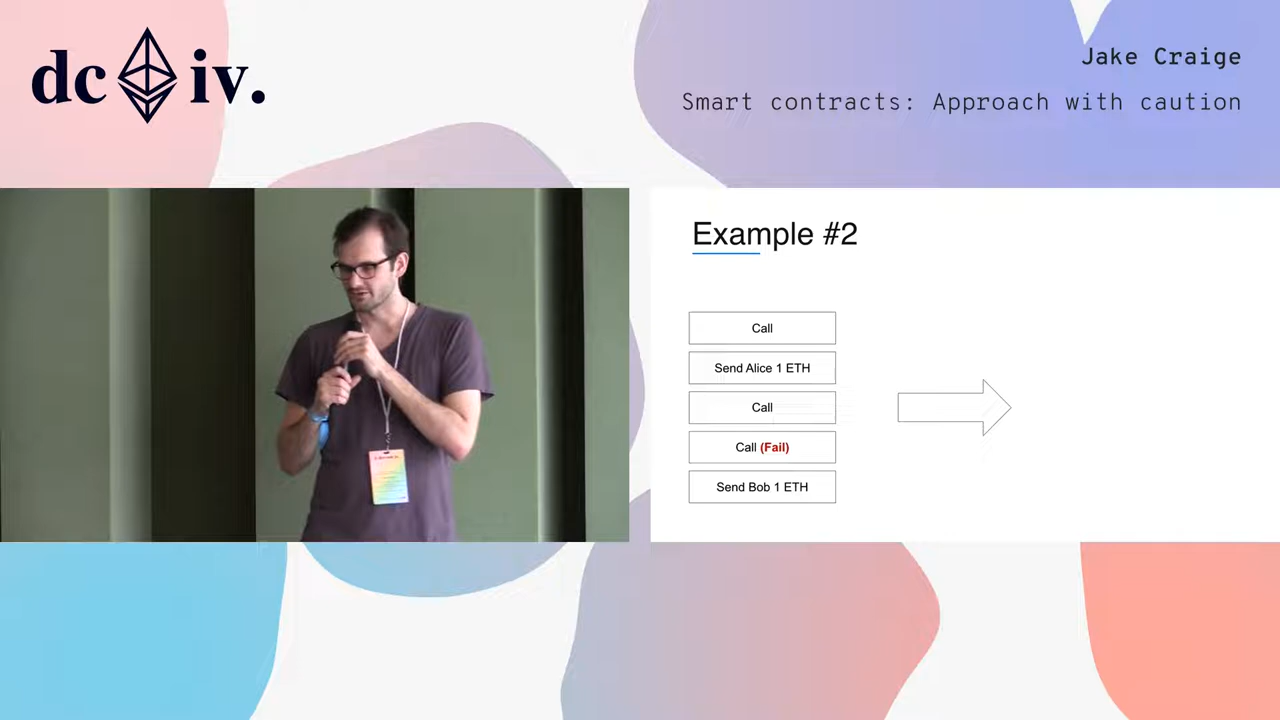 dc iv.
Jake Craige
Smart contracts: Approach with caution
Example #2
Call
Send Alice 1 ETH
Call
Call (Fail)
Send Bob 1 ETH